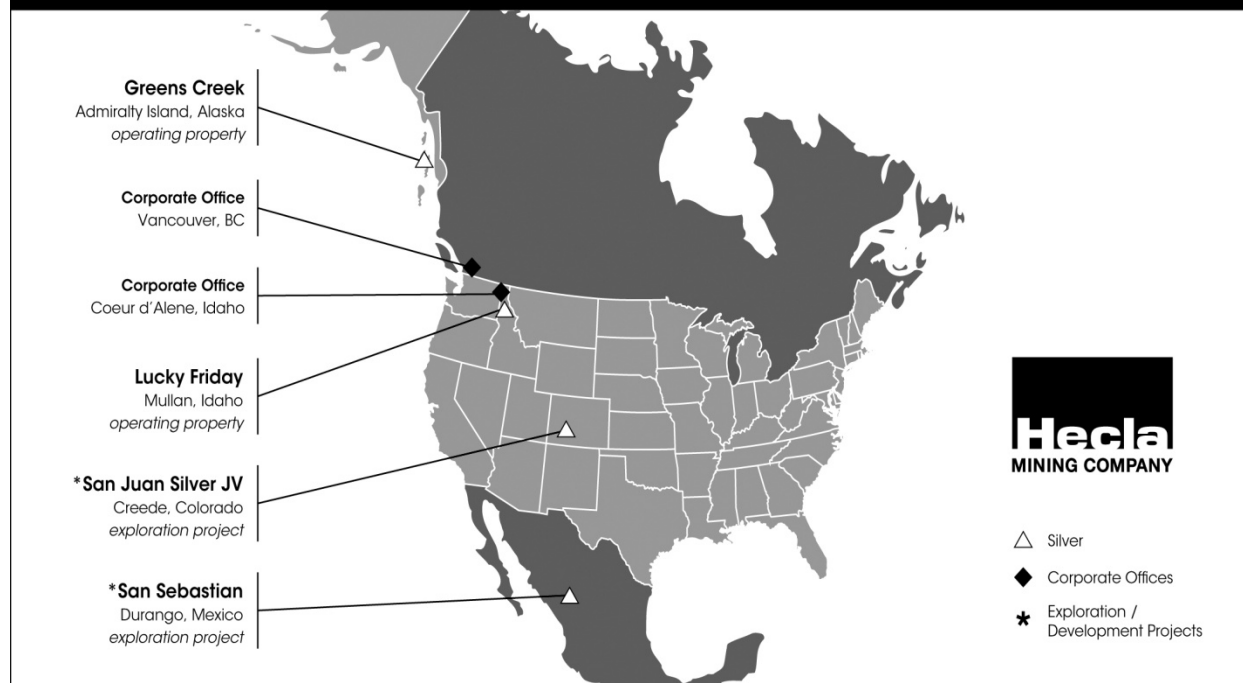 Greens Creek
Admiralty Island, Alaska
operating property
Corporate Office
Vancouver, BC
Corporate Office
Coeur d'Alene, Idaho
Lucky Friday
Mullan, Idaho
operating property
*San Juan Silver JV
Creede, Colorado
exploration project
*San Sebastian
Durango, Mexico
exploration project
Hecla
MINING COMPANY
Silver
Corporate Offices
* Exploration /
Development Projects